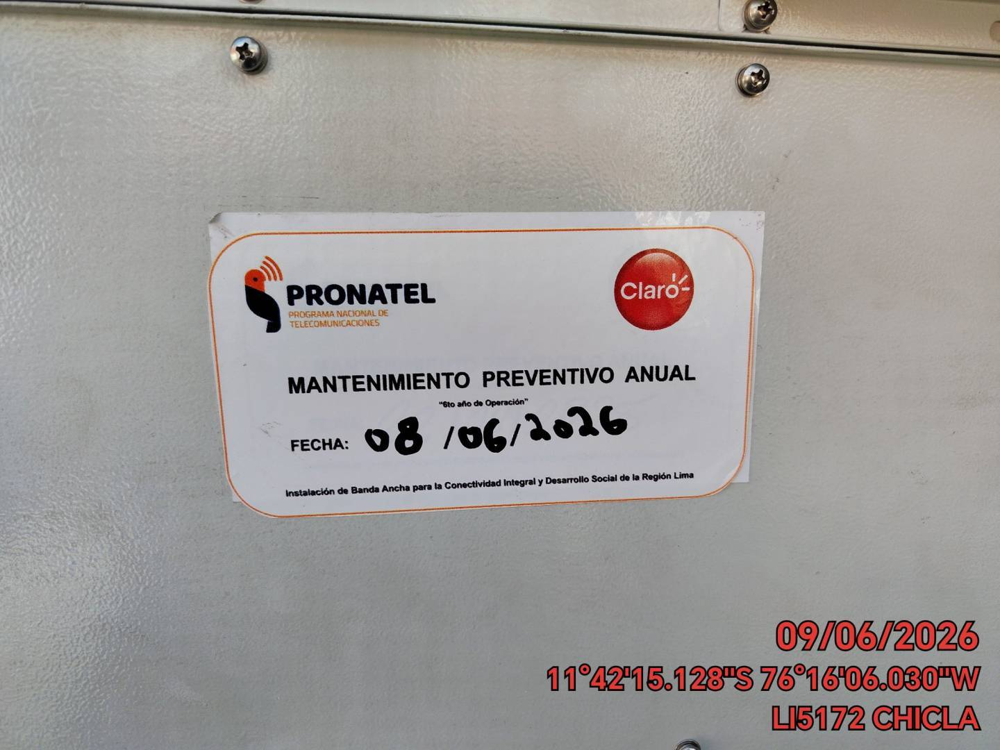 PRONATEL
PROGRAMA NACIONAL DE
TELECOMUNICACIONES
Claro
MANTENIMIENTO PREVENTIVO ANUAL
"6to año de Operación"
FECHA: 08/06/2026
Instalación de Banda Ancha para la Conectividad Integral y Desarrollo Social de la Región Lima
09/06/2026
11°42'15.128"S 76°16'06.030"W
LI5172 CHICLA